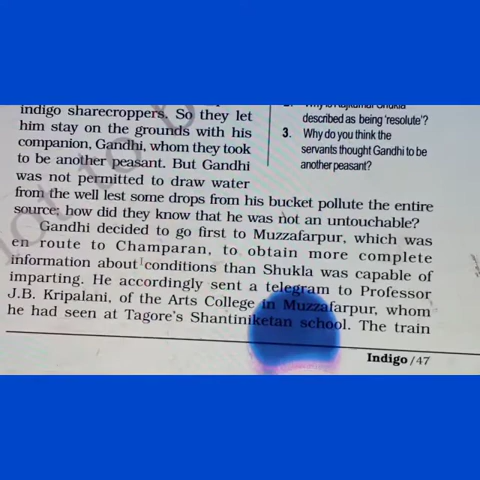 indigo sharecroppers. So they let
him stay on the grounds with his
companion, Gandhi, whom they took
to be another peasant. But Gandhi
was not permitted to draw water
from the well lest some drops from his bucket pollute the entire
source; how did they know that he was not an untouchable?
Gandhi decided to go first to Muzzafarpur, which was
en route to Champaran, to obtain more complete
information about conditions than Shukla was capable of
imparting. He accordingly sent a telegram to Professor
J.B. Kripalani, of the Arts College in Muzzafarpur, whom
he had seen at Tagore's Shantiniketan school. The train
described as being 'resolute'?
3. Why do you think the
servants thought Gandhi to be
another peasant?
Indigo/47